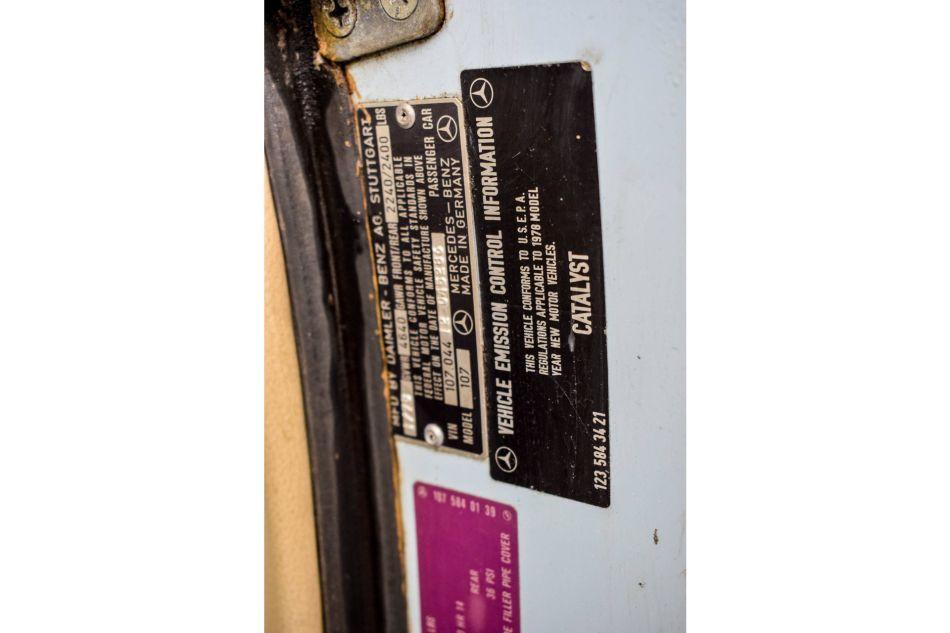 MFD BY DAIMLER - BENZ AG. STUTTGART
4640 GAWR FRONT/REAR 2240/2400 LBS
THIS VEHICLE CONFORMS TO ALL APPLICABLE
FEDERAL MOTOR VEHICLE SAFETY STANDARDS IN
EFFECT ON THE DATE OF MANUFACTURE SHOWN ABOVE
PASSENGER CAR
VIN 107.044 12
MERCEDES-BENZ
MODEL 107
MADE IN GERMANY
VEHICLE EMISSION CONTROL INFORMATION
THIS VEHICLE CONFORMS TO U.S.E.P.A.
REGULATIONS APPLICABLE TO 1978 MODEL
YEAR NEW MOTOR VEHICLES.
CATALYST
123 584 34 21
107 584 01 39
LBS
HR 14 REAR
36 PSI
FILLER PIPE COVER